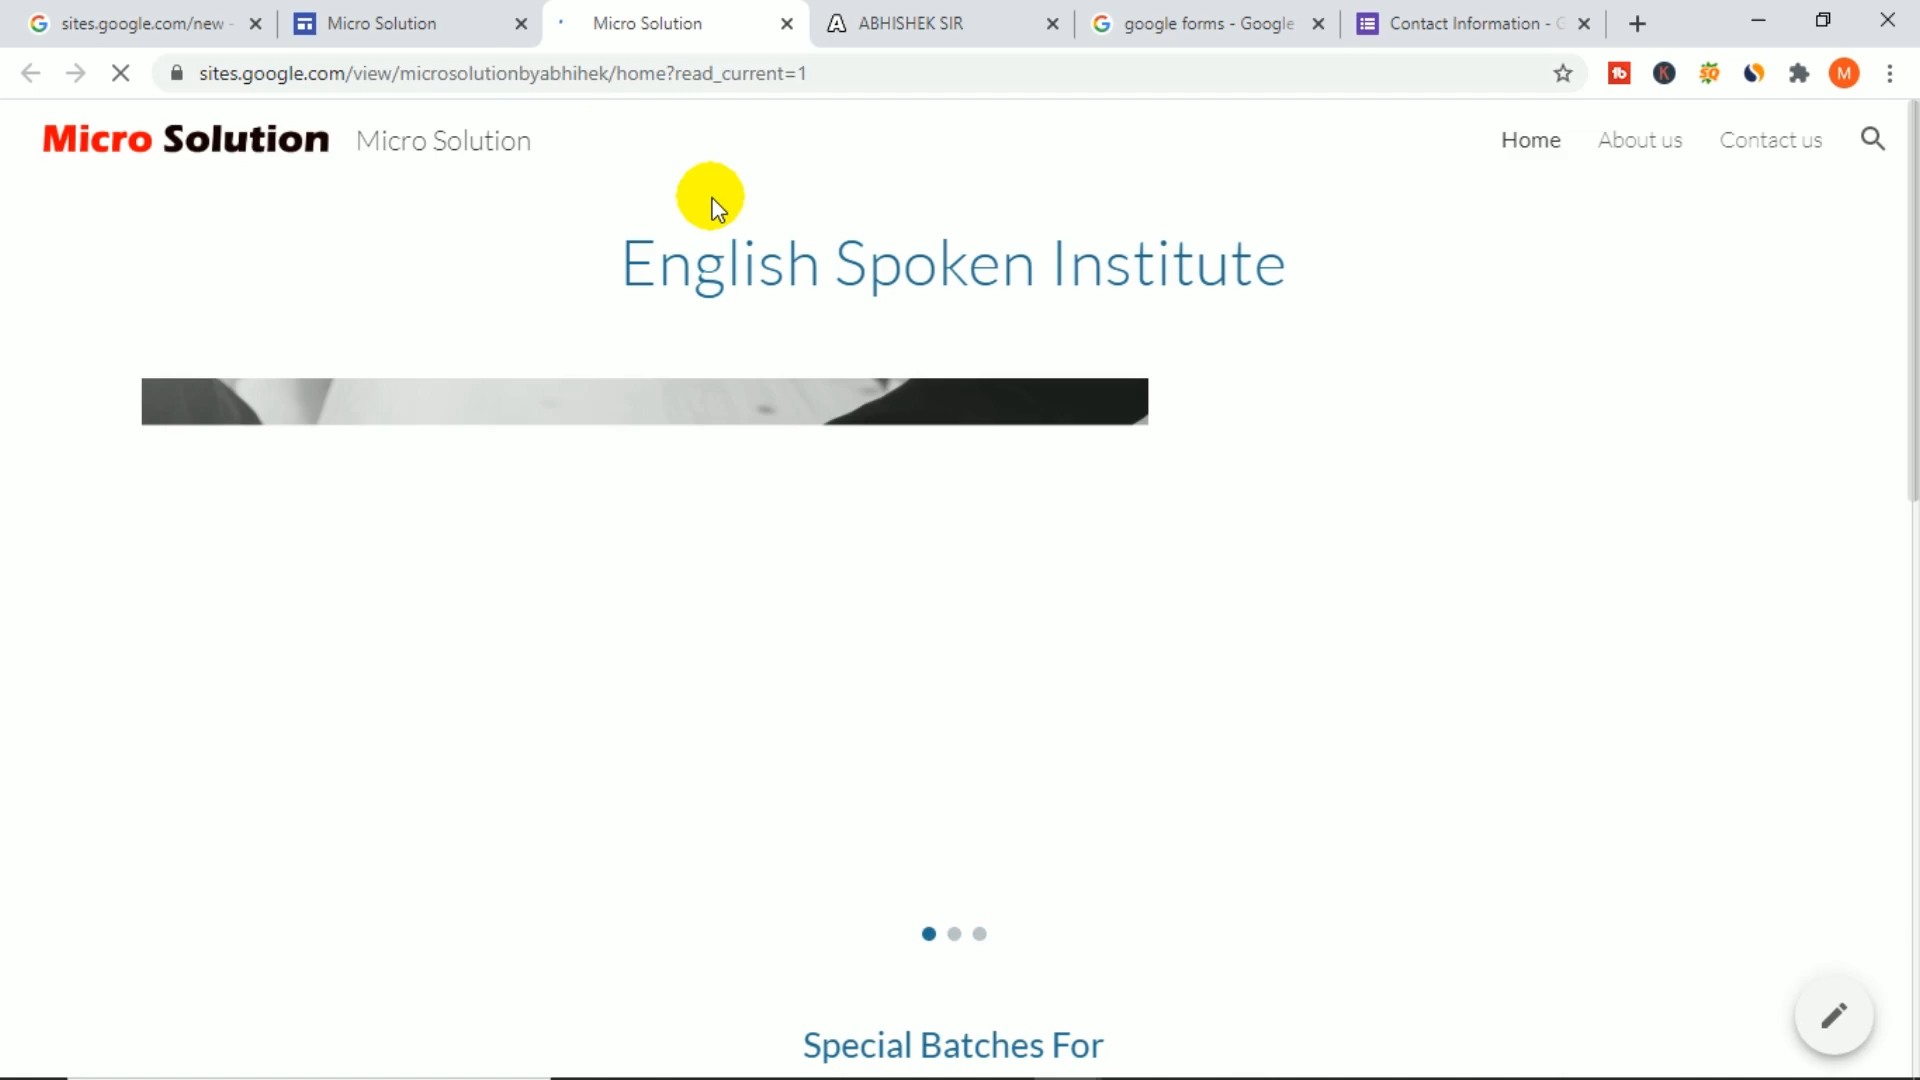 sites.google.com/new -
Micro Solution
Micro Solution
ABHISHEK SIR
google forms - Google
Contact Information - G
sites.google.com/view/microsolutionbyabhihek/home?read_current=1
M
Micro Solution
Micro Solution
Home
About us
Contact us
English Spoken Institute
Special Batches For